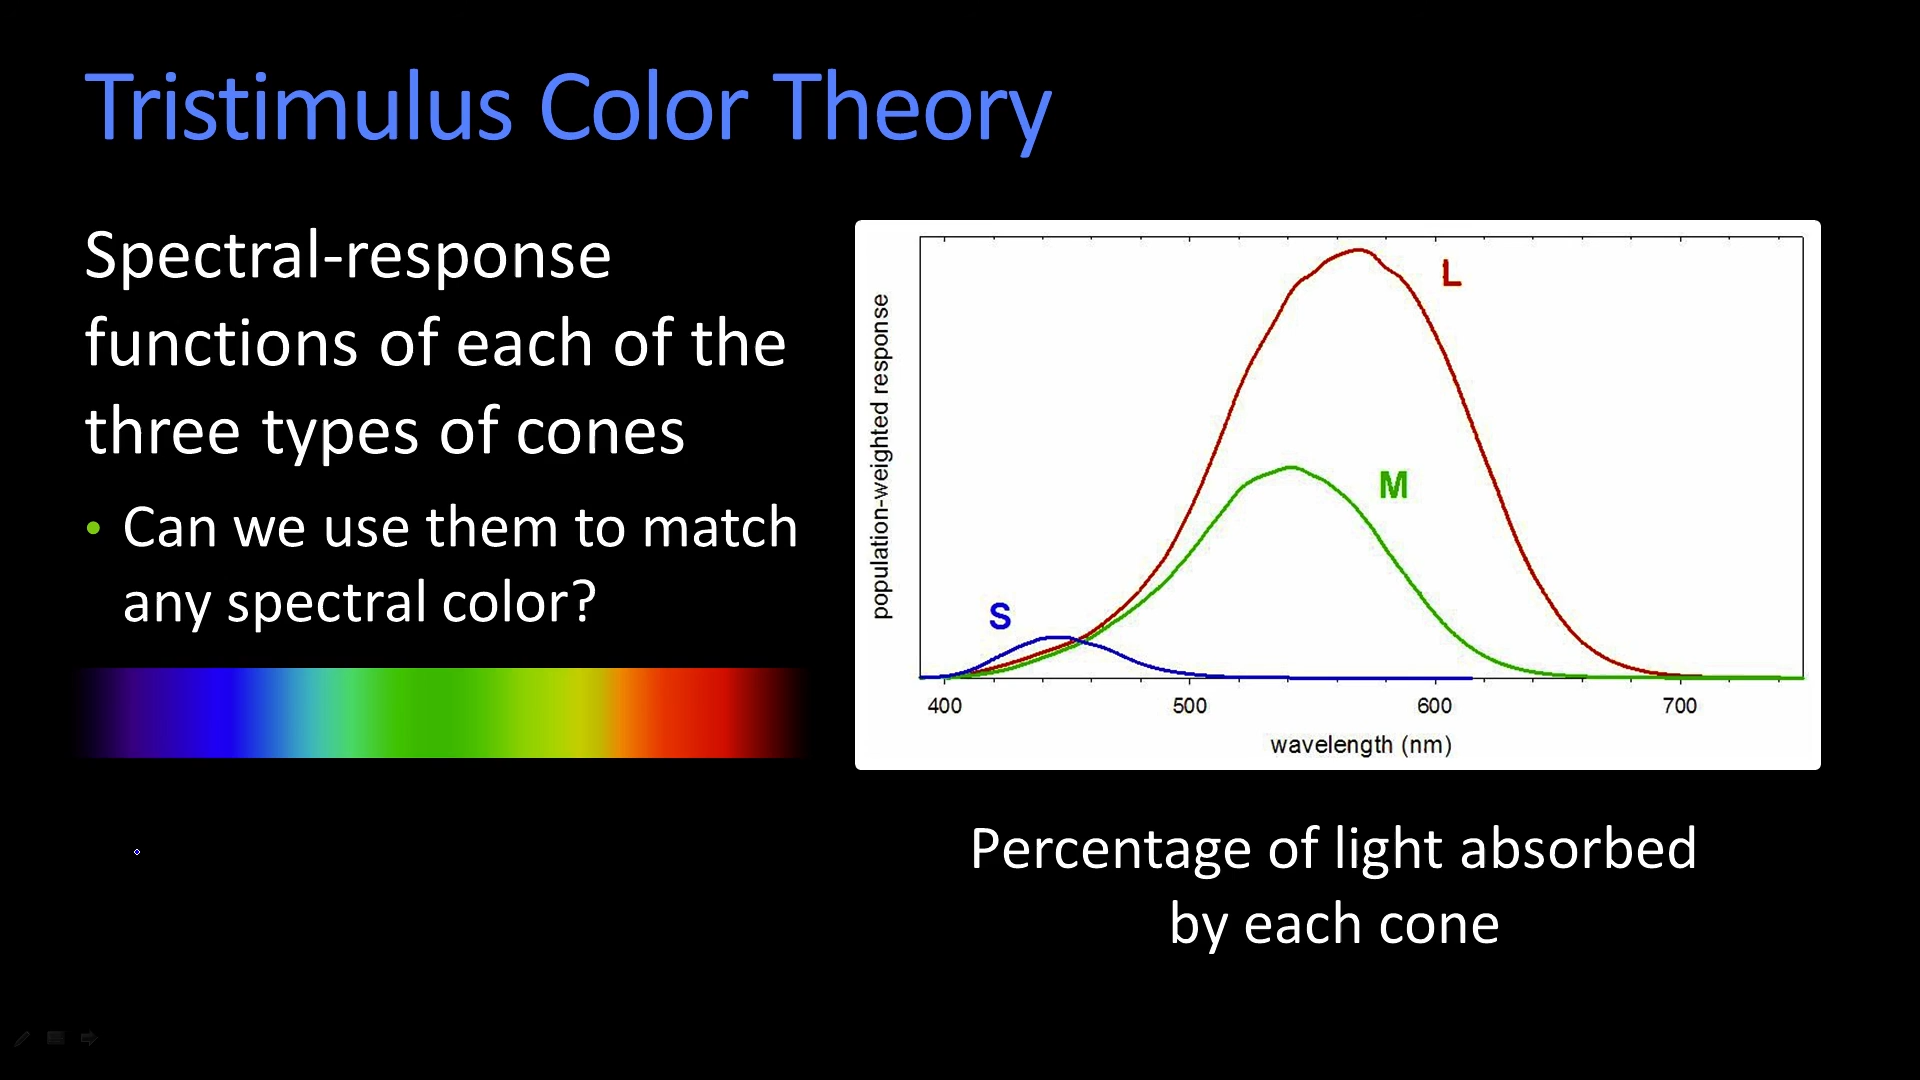 Tristimulus Color Theory
Spectral-response
functions of each of the
three types of cones
• Can we use them to match
any spectral color?
population-weighted response
L
M
S
400 500 600 700
wavelength (nm)
Percentage of light absorbed
by each cone